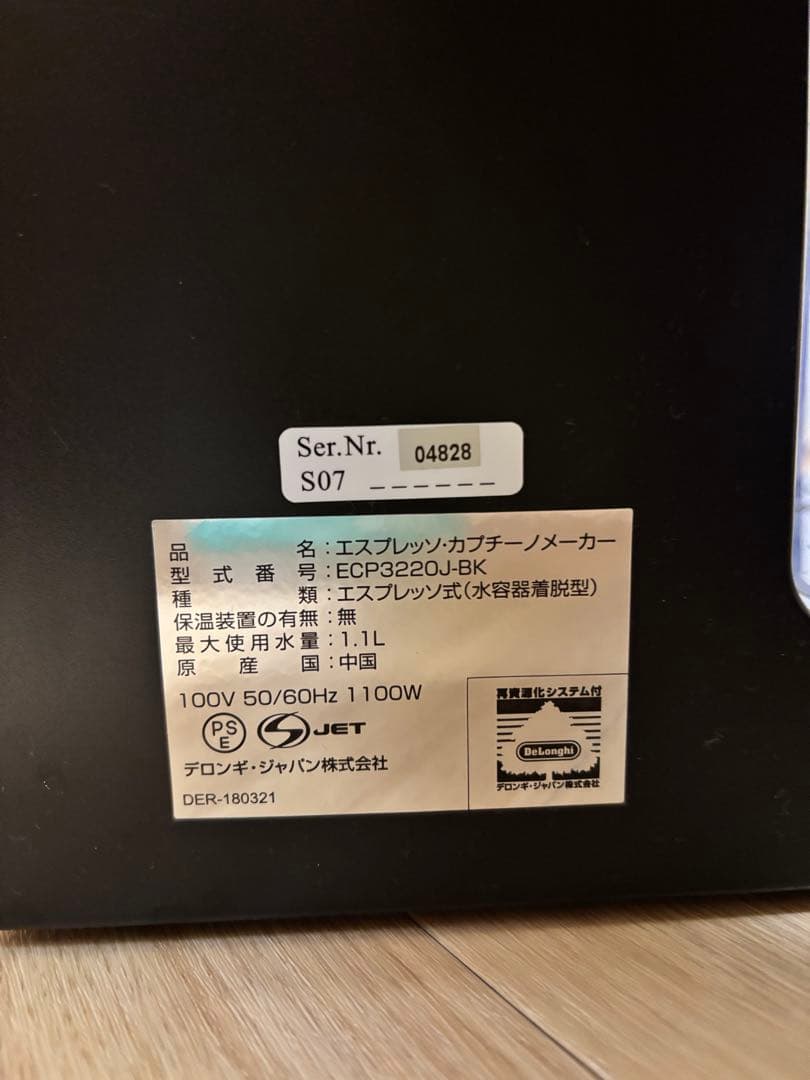 Ser.Nr. 04828
S07 _ _ _ _ _ _
品名：エスプレッソ・カプチーノメーカー
型式番号：ECP3220J-BK
種類：エスプレッソ式（水容器着脱型）
保温装置の有無：無
最大使用水量：1.1L
原産国：中国
100V 50/60Hz 1100W
PSE JET
デロンギ・ジャパン株式会社
DER-180321
再資源化システム付
DeLonghi
デロンギ・ジャパン株式会社